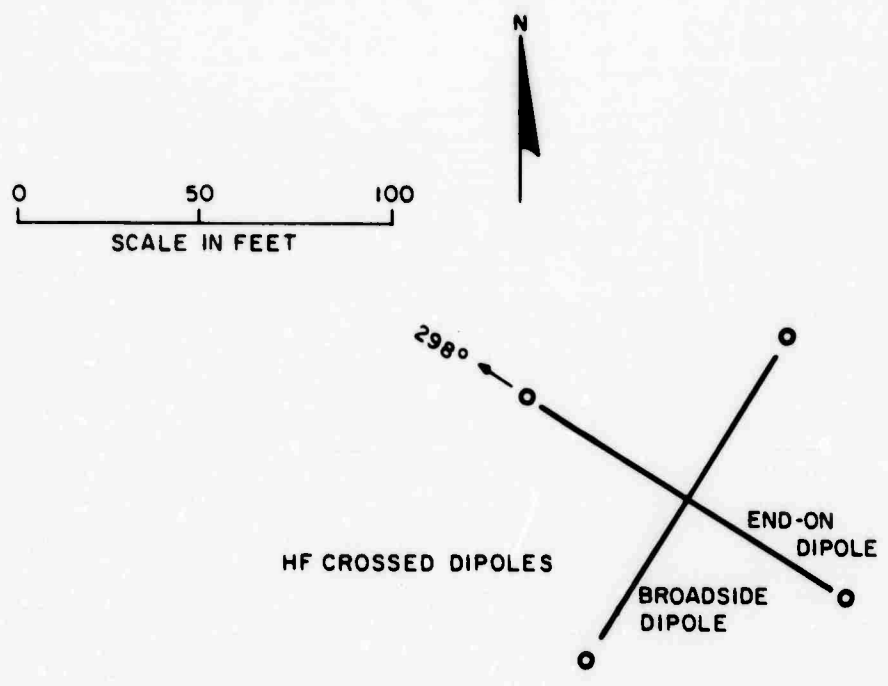 N
0 50 100
SCALE IN FEET
298°
END-ON
DIPOLE
HF CROSSED DIPOLES
BROADSIDE
DIPOLE